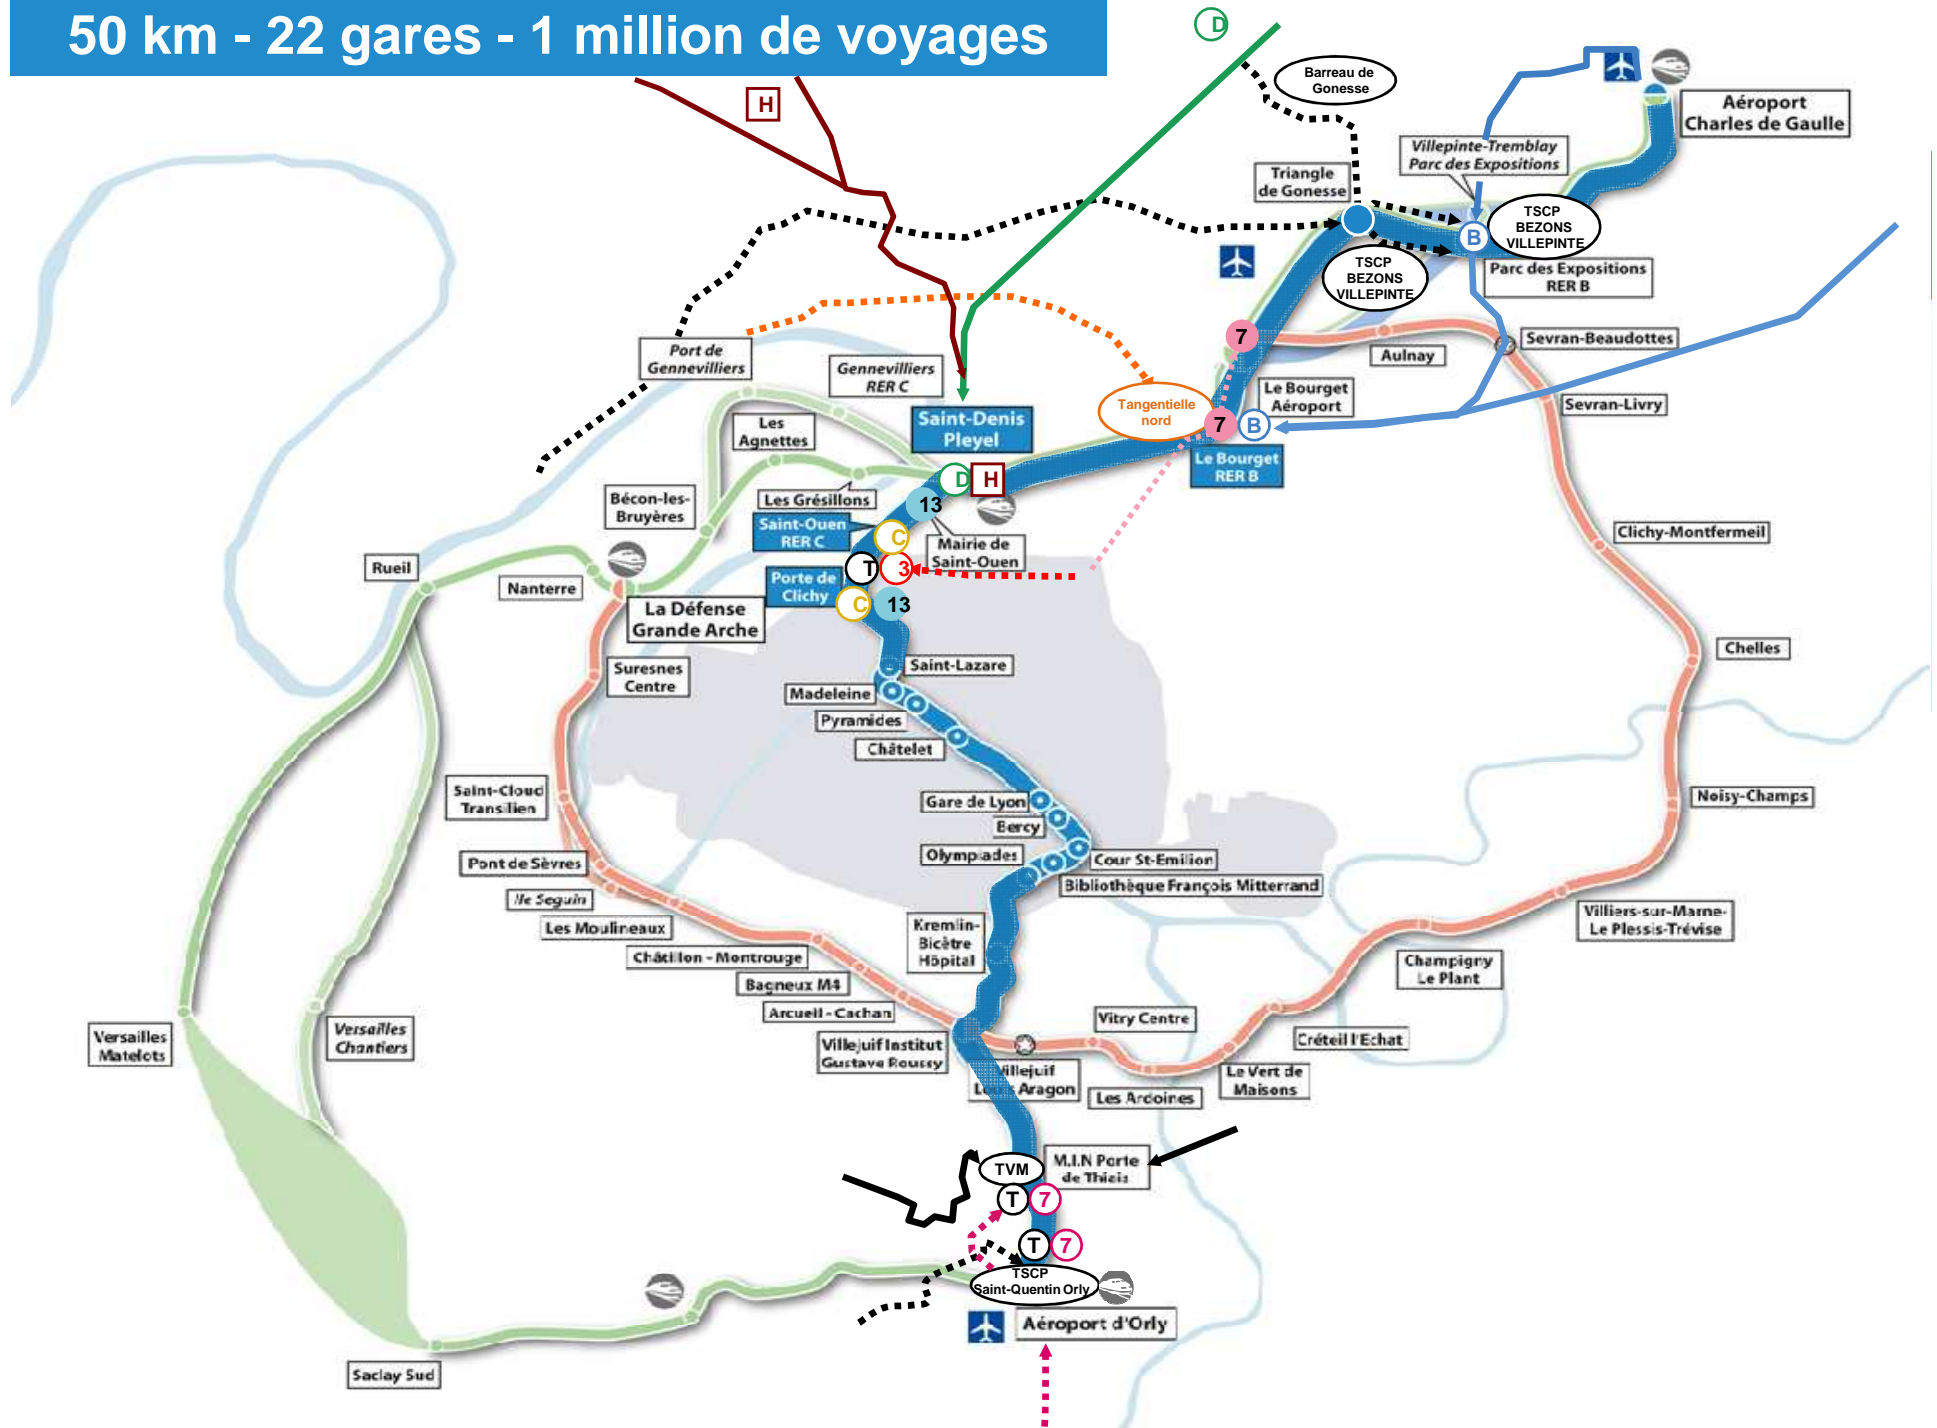 50 km - 22 gares - 1 million de voyages
D
H
Barreau de
Gonesse
Aéroport
Charles de Gaulle
Villepinte-Tremblay
Parc des Expositions
Triangle
de Gonesse
TSCP
BEZONS
VILLEPINTE
B
TSCP
BEZONS
VILLEPINTE
Parc des Expositions
RER B
Port de
Gennevilliers
Gennevilliers
RER C
7
Aulnay
Sevran-Beaudottes
Le Bourget
Aéroport
Sevran-Livry
Tangentielle
nord
7
B
Saint-Denis
Pleyel
Les
Agnettes
Le Bourget
RER B
D
H
Bécon-les-
Bruyères
Les Grésillons
13
Saint-Ouen
RER C
C
Mairie de
Saint-Ouen
Clichy-Montfermeil
Rueil
Nanterre
T
3
Porte de
Clichy
C
13
La Défense
Grande Arche
Chelles
Saint-Lazare
Suresnes
Centre
Madeleine
Pyramides
Châtelet
Saint-Cloud
Transilien
Gare de Lyon
Noisy-Champs
Bercy
Olympiades
Cour St-Emilion
Pont de Sèvres
Bibliothèque François Mitterrand
Ile Seguin
Villiers-sur-Marne-
Le Plessis-Trévise
Les Moulineaux
Kremlin-
Bicètre
Hôpital
Châtillon - Montrouge
Champigny
Le Plant
Bagneux M4
Arcueil - Cachan
Vitry Centre
Versailles
Matelots
Versailles
Chantiers
Villejuif Institut
Gustave Roussy
Créteil l'Echat
Villejuif
Louis Aragon
Le Vert de
Maisons
Les Ardoines
TVM
M.I.N Porte
de Thiais
T
7
T
7
TSCP
Saint-Quentin Orly
Aéroport d'Orly
Saclay Sud